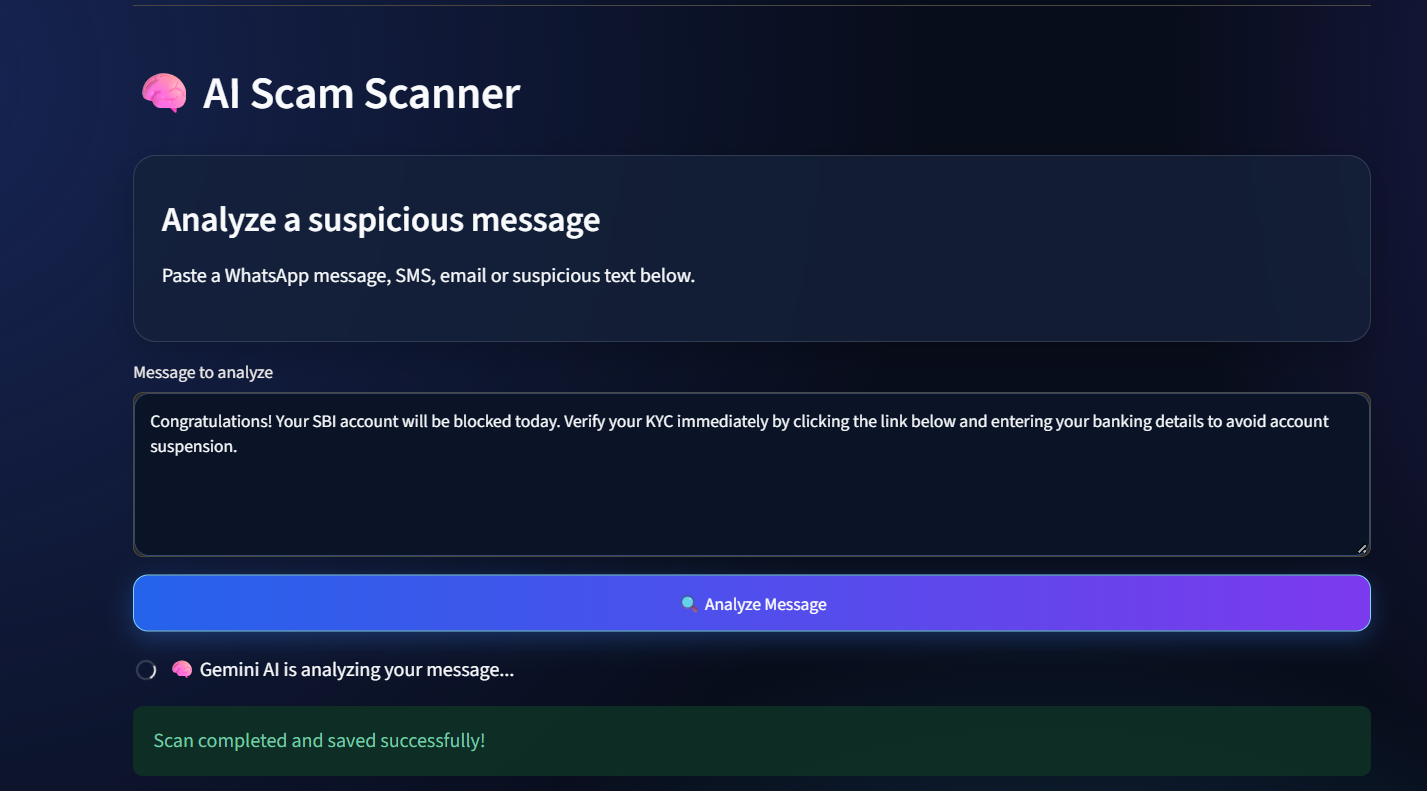 🧠 AI Scam Scanner
Analyze a suspicious message
Paste a WhatsApp message, SMS, email or suspicious text below.
Message to analyze
Congratulations! Your SBI account will be blocked today. Verify your KYC immediately by clicking the link below and entering your banking details to avoid account
suspension.
🔍 Analyze Message
🧠 Gemini AI is analyzing your message...
Scan completed and saved successfully!